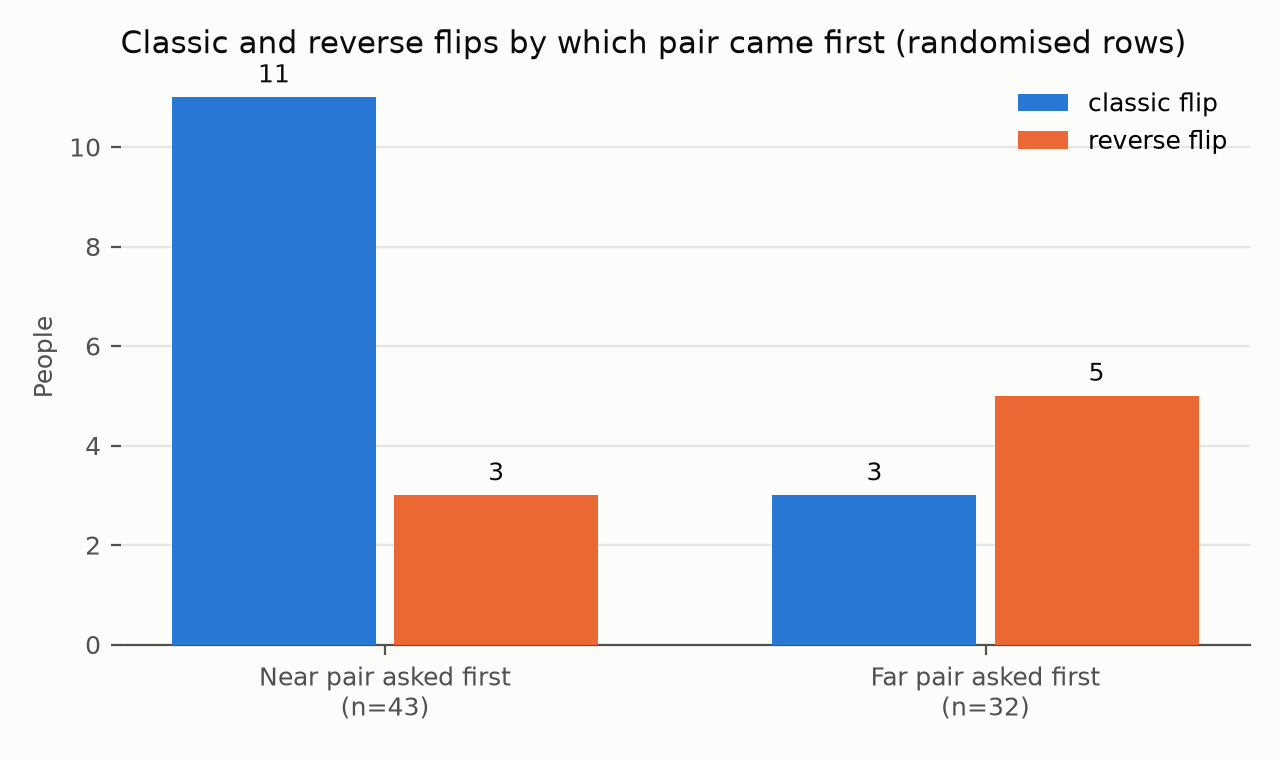 Classic and reverse flips by which pair came first (randomised rows)
11
classic flip
reverse flip
10
8
6
4
2
0
People
3
3
5
Near pair asked first
(n=43)
Far pair asked first
(n=32)